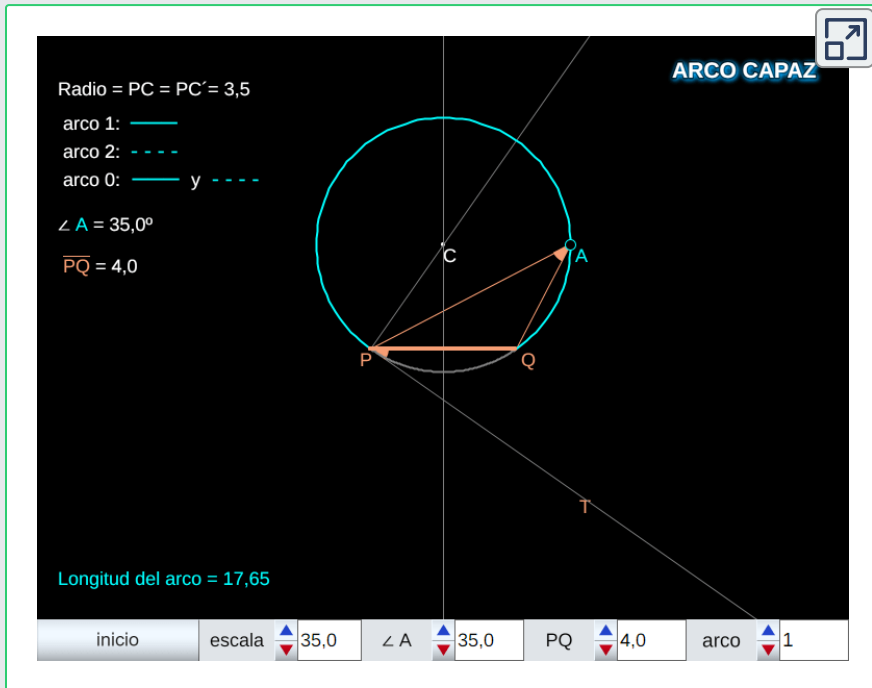 ARCO CAPAZ
Radio = PC = PC´= 3,5
arco 1:
arco 2:
arco 0: y
∠ A = 35,0º
PQ = 4,0
C
A
P
Q
T
Longitud del arco = 17,65
inicio escala 35,0 ∠ A 35,0 PQ 4,0 arco 1